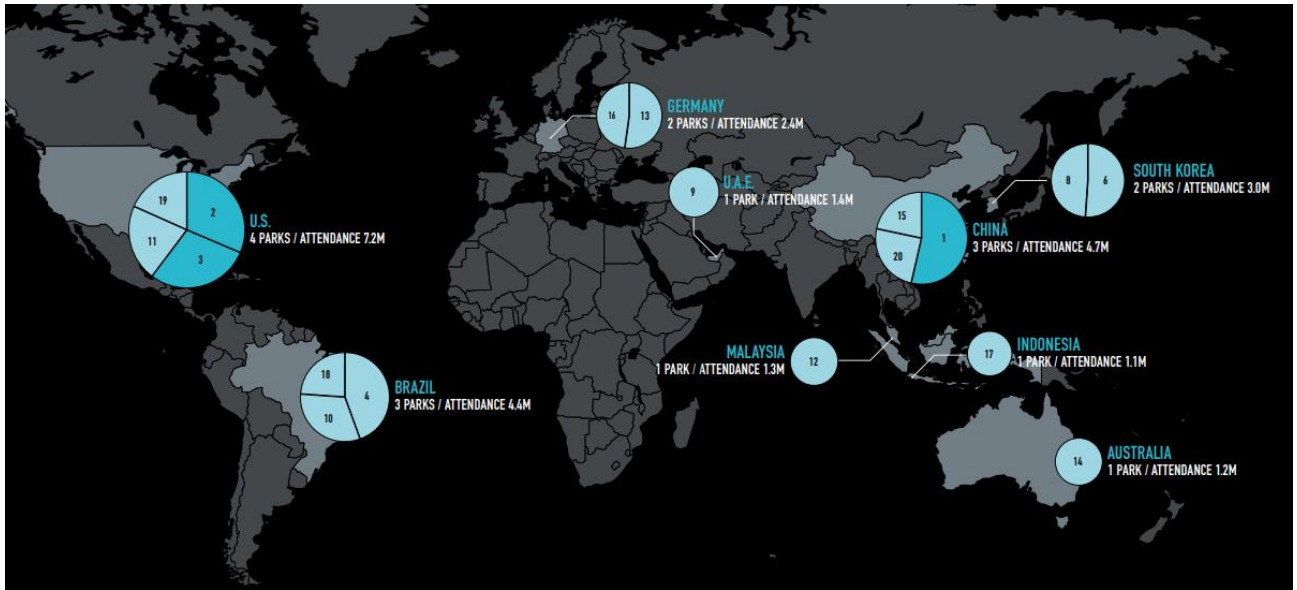 GERMANY
2 PARKS / ATTENDANCE 2.4M
16
13
SOUTH KOREA
2 PARKS / ATTENDANCE 3.0M
8
6
U.A.E.
1 PARK / ATTENDANCE 1.4M
9
U.S.
4 PARKS / ATTENDANCE 7.2M
19
2
11
3
CHINA
3 PARKS / ATTENDANCE 4.7M
15
1
20
MALAYSIA
1 PARK / ATTENDANCE 1.3M
12
INDONESIA
1 PARK / ATTENDANCE 1.1M
17
BRAZIL
3 PARKS / ATTENDANCE 4.4M
18
4
10
AUSTRALIA
1 PARK / ATTENDANCE 1.2M
14